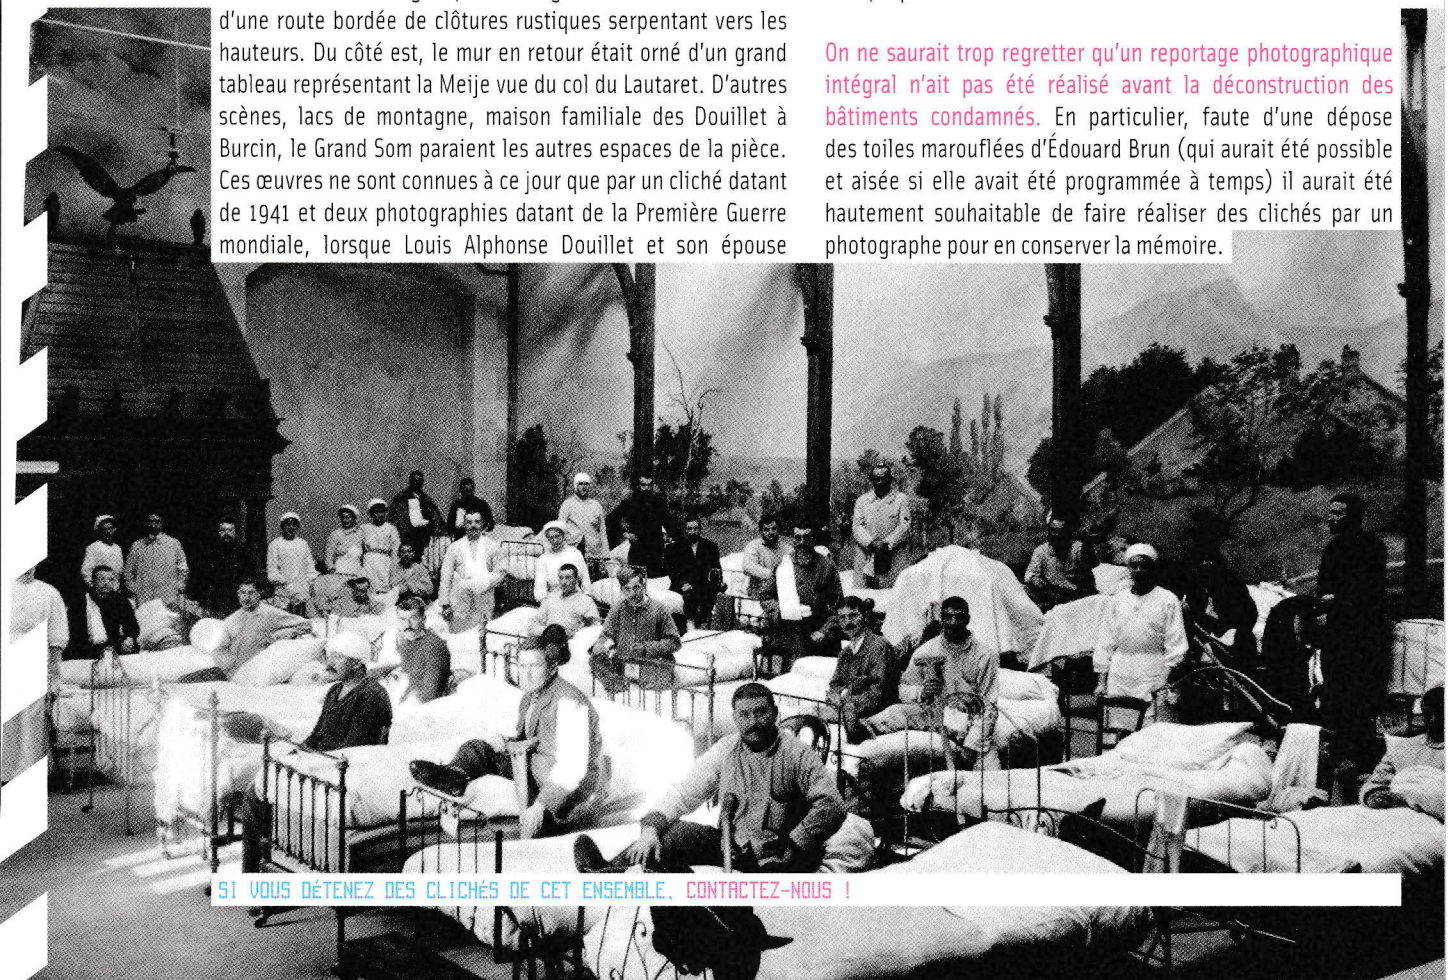 d'une route bordée de clôtures rustiques serpentant vers les
hauteurs. Du côté est, le mur en retour était orné d'un grand
tableau représentant la Meije vue du col du Lautaret. D'autres
scènes, lacs de montagne, maison familiale des Douillet à
Burcin, le Grand Som paraient les autres espaces de la pièce.
Ces œuvres ne sont connues à ce jour que par un cliché datant
de 1941 et deux photographies datant de la Première Guerre
mondiale, lorsque Louis Alphonse Douillet et son épouse
On ne saurait trop regretter qu'un reportage photographique
intégral n'ait pas été réalisé avant la déconstruction des
bâtiments condamnés. En particulier, faute d'une dépose
des toiles marouflées d'Édouard Brun (qui aurait été possible
et aisée si elle avait été programmée à temps) il aurait été
hautement souhaitable de faire réaliser des clichés par un
photographe pour en conserver la mémoire.
SI VOUS DéTENEZ DES CLICHéS DE CET ENSEMBLE, CONTACTEZ-NOUS !